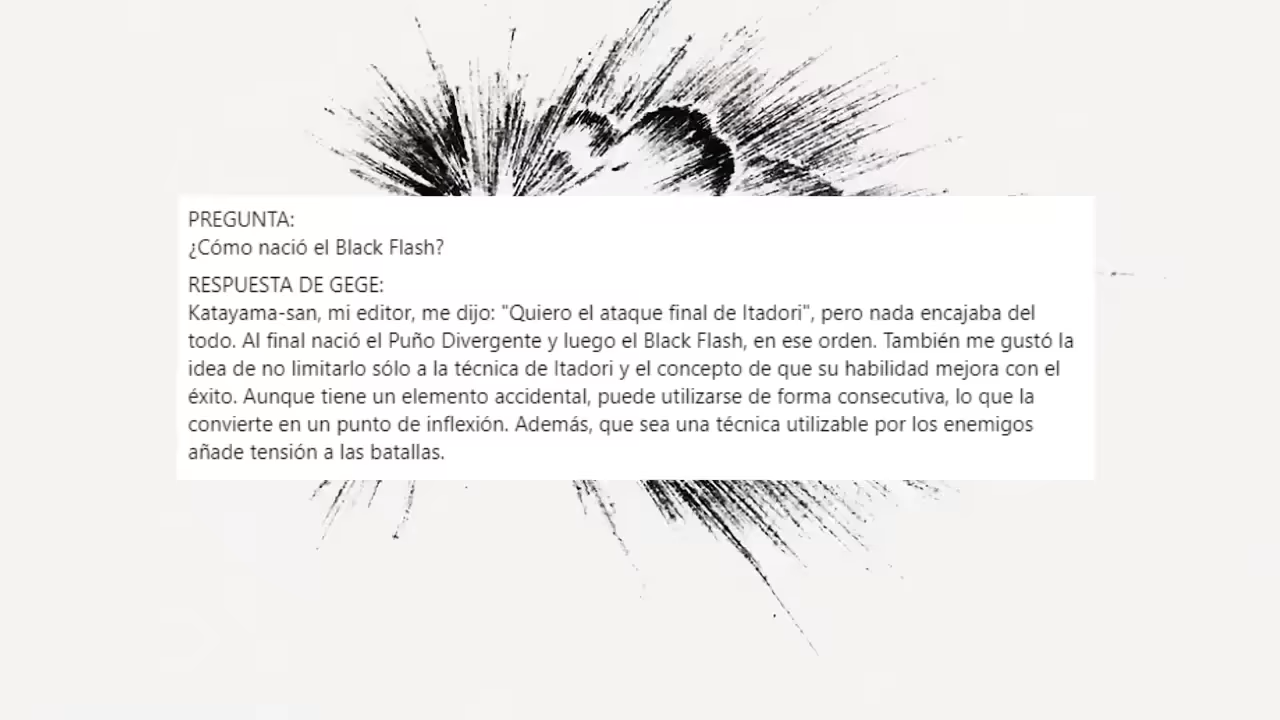 PREGUNTA:
¿Cómo nació el Black Flash?
RESPUESTA DE GEGE:
Katayama-san, mi editor, me dijo: "Quiero el ataque final de Itadori", pero nada encajaba del
todo. Al final nació el Puño Divergente y luego el Black Flash, en ese orden. También me gustó la
idea de no limitarlo sólo a la técnica de Itadori y el concepto de que su habilidad mejora con el
éxito. Aunque tiene un elemento accidental, puede utilizarse de forma consecutiva, lo que la
convierte en un punto de inflexión. Además, que sea una técnica utilizable por los enemigos
añade tensión a las batallas.